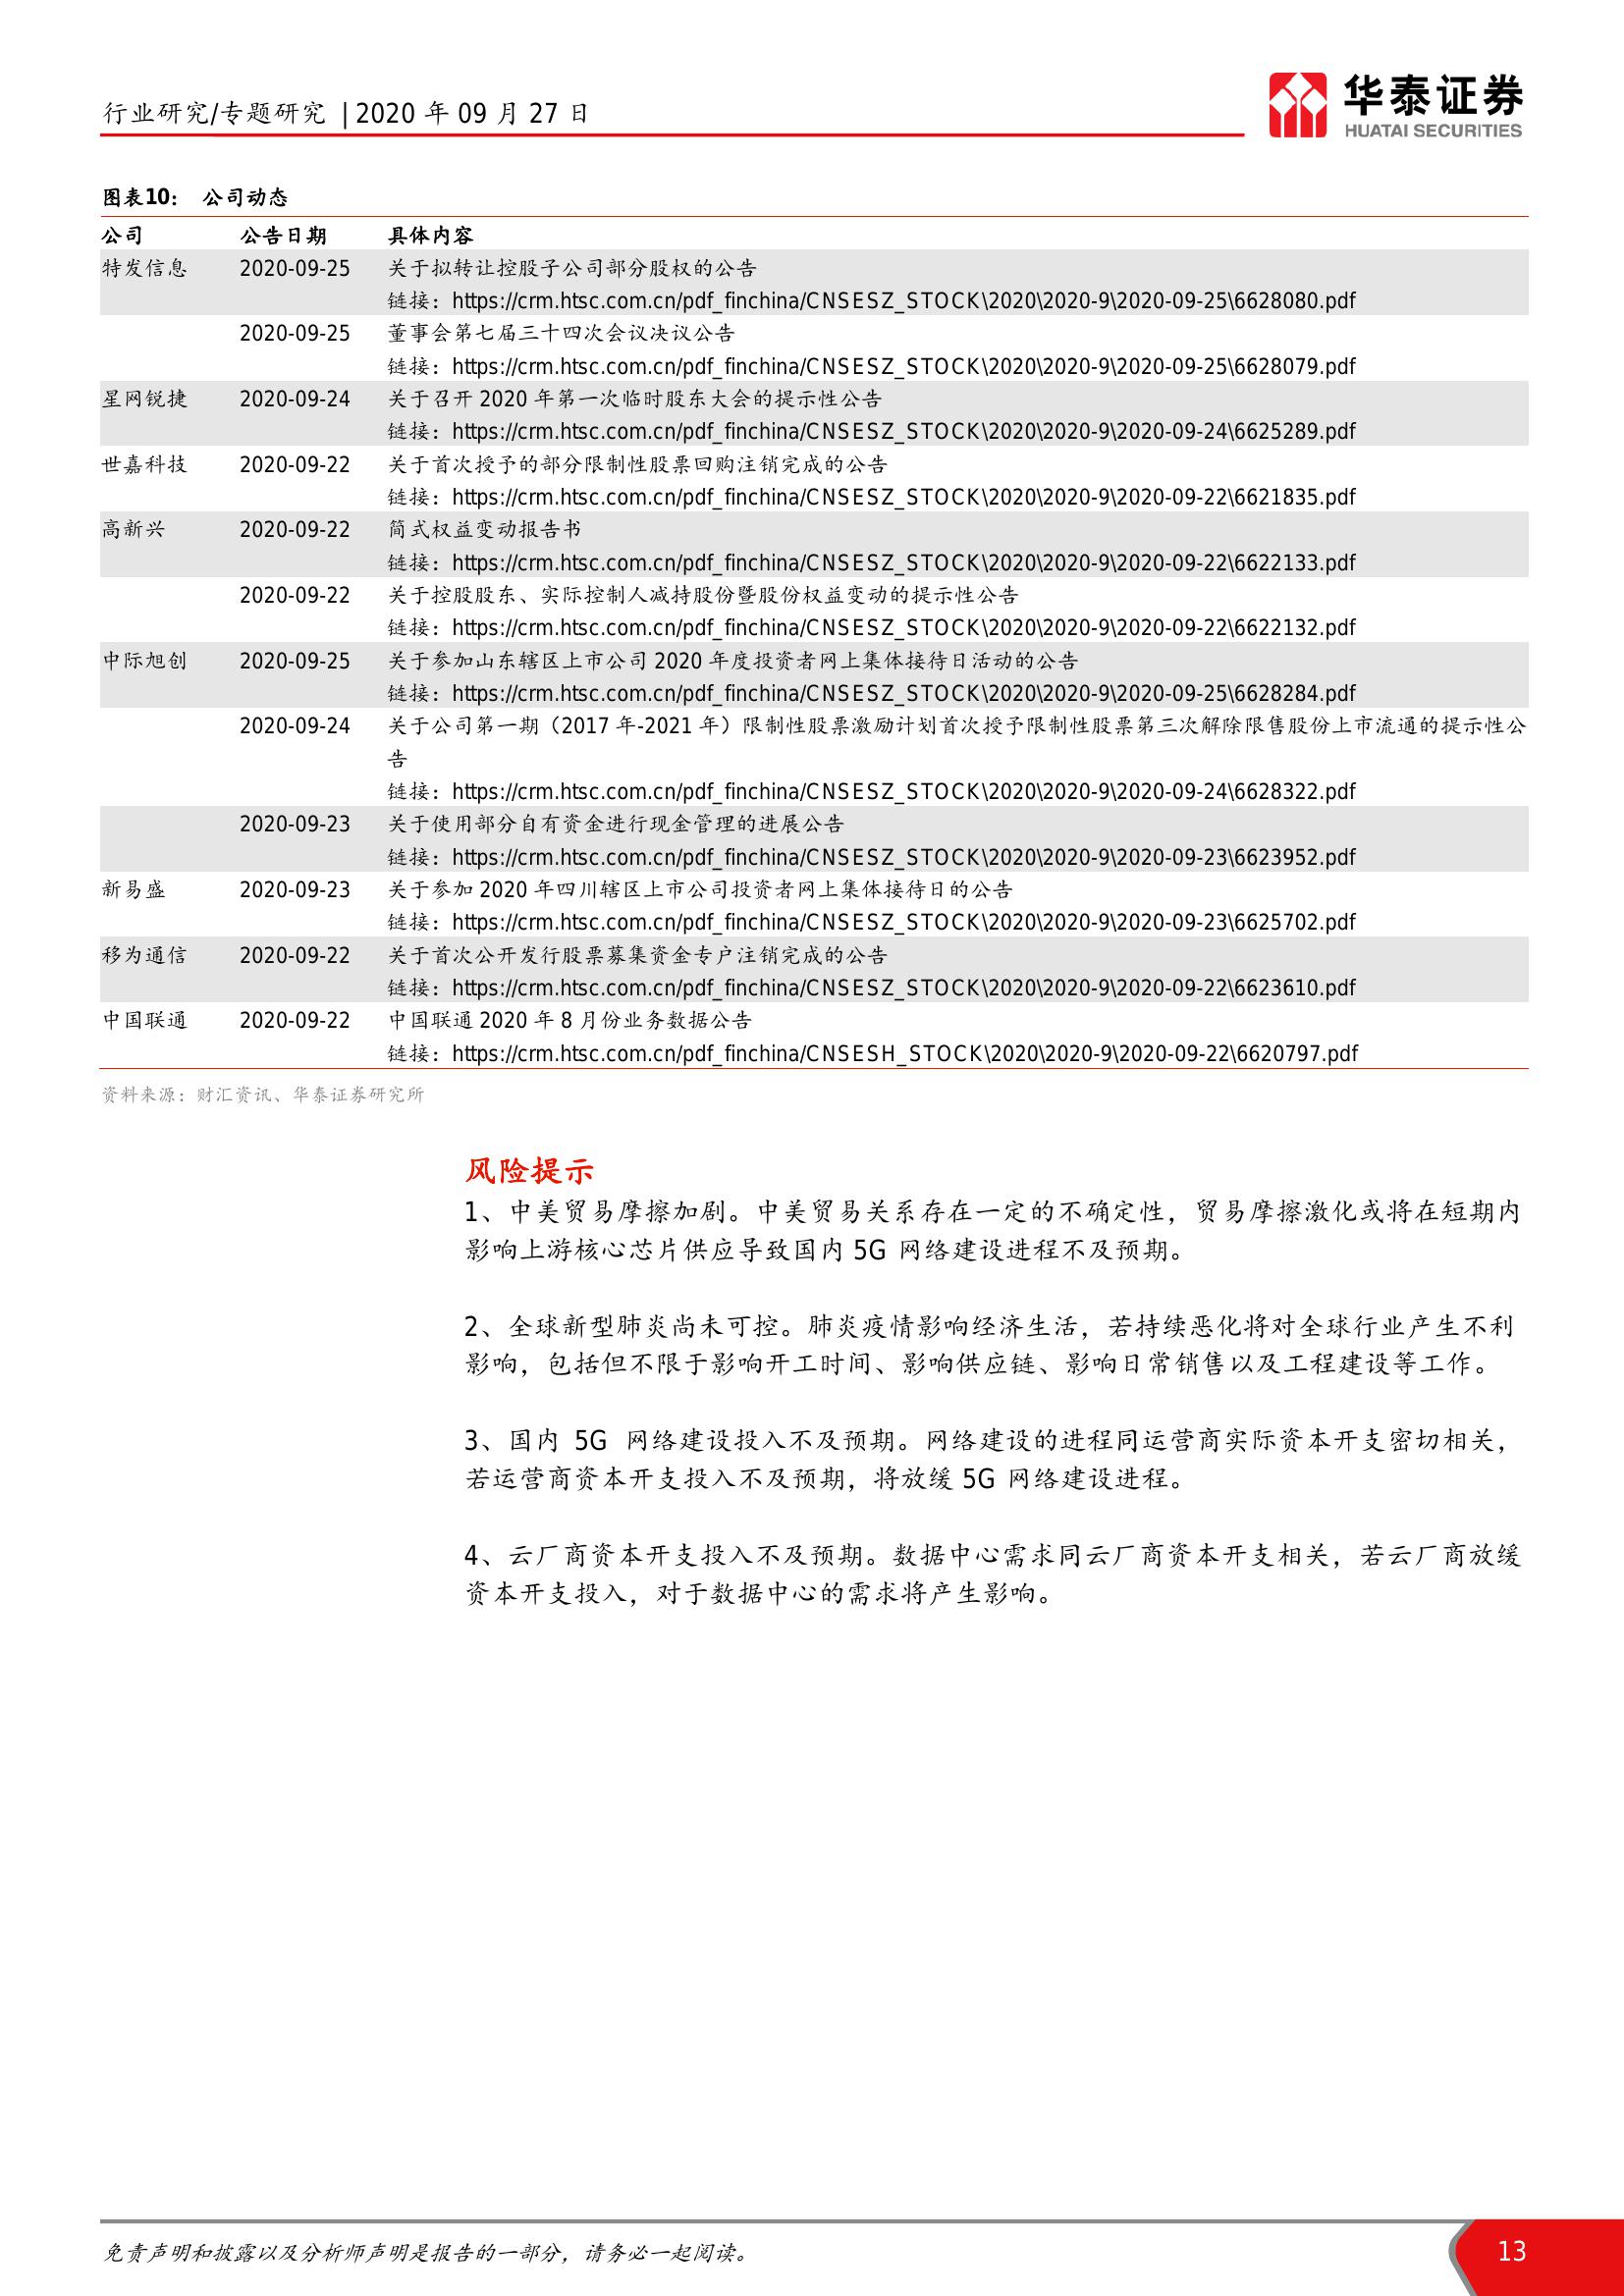 行业研究/专题研究 | 2020 年 09 月 27 日
华泰证券
HUATAI SECURITIES
图表10： 公司动态
公司 公告日期 具体内容
特发信息 2020-09-25 关于拟转让控股子公司部分股权的公告
链接：https://crm.htsc.com.cn/pdf_finchina/CNSESZ_STOCK\2020\2020-9\2020-09-25\6628080.pdf
2020-09-25 董事会第七届三十四次会议决议公告
链接：https://crm.htsc.com.cn/pdf_finchina/CNSESZ_STOCK\2020\2020-9\2020-09-25\6628079.pdf
星网锐捷 2020-09-24 关于召开 2020 年第一次临时股东大会的提示性公告
链接：https://crm.htsc.com.cn/pdf_finchina/CNSESZ_STOCK\2020\2020-9\2020-09-24\6625289.pdf
世嘉科技 2020-09-22 关于首次授予的部分限制性股票回购注销完成的公告
链接：https://crm.htsc.com.cn/pdf_finchina/CNSESZ_STOCK\2020\2020-9\2020-09-22\6621835.pdf
高新兴 2020-09-22 简式权益变动报告书
链接：https://crm.htsc.com.cn/pdf_finchina/CNSESZ_STOCK\2020\2020-9\2020-09-22\6622133.pdf
2020-09-22 关于控股股东、实际控制人减持股份暨股份权益变动的提示性公告
链接：https://crm.htsc.com.cn/pdf_finchina/CNSESZ_STOCK\2020\2020-9\2020-09-22\6622132.pdf
中际旭创 2020-09-25 关于参加山东辖区上市公司 2020 年度投资者网上集体接待日活动的公告
链接：https://crm.htsc.com.cn/pdf_finchina/CNSESZ_STOCK\2020\2020-9\2020-09-25\6628284.pdf
2020-09-24 关于公司第一期（2017 年-2021 年）限制性股票激励计划首次授予限制性股票第三次解除限售股份上市流通的提示性公
告
链接：https://crm.htsc.com.cn/pdf_finchina/CNSESZ_STOCK\2020\2020-9\2020-09-24\6628322.pdf
2020-09-23 关于使用部分自有资金进行现金管理的进展公告
链接：https://crm.htsc.com.cn/pdf_finchina/CNSESZ_STOCK\2020\2020-9\2020-09-23\6623952.pdf
新易盛 2020-09-23 关于参加 2020 年四川辖区上市公司投资者网上集体接待日的公告
链接：https://crm.htsc.com.cn/pdf_finchina/CNSESZ_STOCK\2020\2020-9\2020-09-23\6625702.pdf
移为通信 2020-09-22 关于首次公开发行股票募集资金专户注销完成的公告
链接：https://crm.htsc.com.cn/pdf_finchina/CNSESZ_STOCK\2020\2020-9\2020-09-22\6623610.pdf
中国联通 2020-09-22 中国联通 2020 年 8 月份业务数据公告
链接：https://crm.htsc.com.cn/pdf_finchina/CNSESH_STOCK\2020\2020-9\2020-09-22\6620797.pdf
资料来源：财汇资讯、华泰证券研究所
风险提示
1、中美贸易摩擦加剧。中美贸易关系存在一定的不确定性，贸易摩擦激化或将在短期内
影响上游核心芯片供应导致国内 5G 网络建设进程不及预期。
2、全球新型肺炎尚未可控。肺炎疫情影响经济生活，若持续恶化将对全球行业产生不利
影响，包括但不限于影响开工时间、影响供应链、影响日常销售以及工程建设等工作。
3、国内 5G 网络建设投入不及预期。网络建设的进程同运营商实际资本开支密切相关，
若运营商资本开支投入不及预期，将放缓 5G 网络建设进程。
4、云厂商资本开支投入不及预期。数据中心需求同云厂商资本开支相关，若云厂商放缓
资本开支投入，对于数据中心的需求将产生影响。
免责声明和披露以及分析师声明是报告的一部分，请务必一起阅读。
13